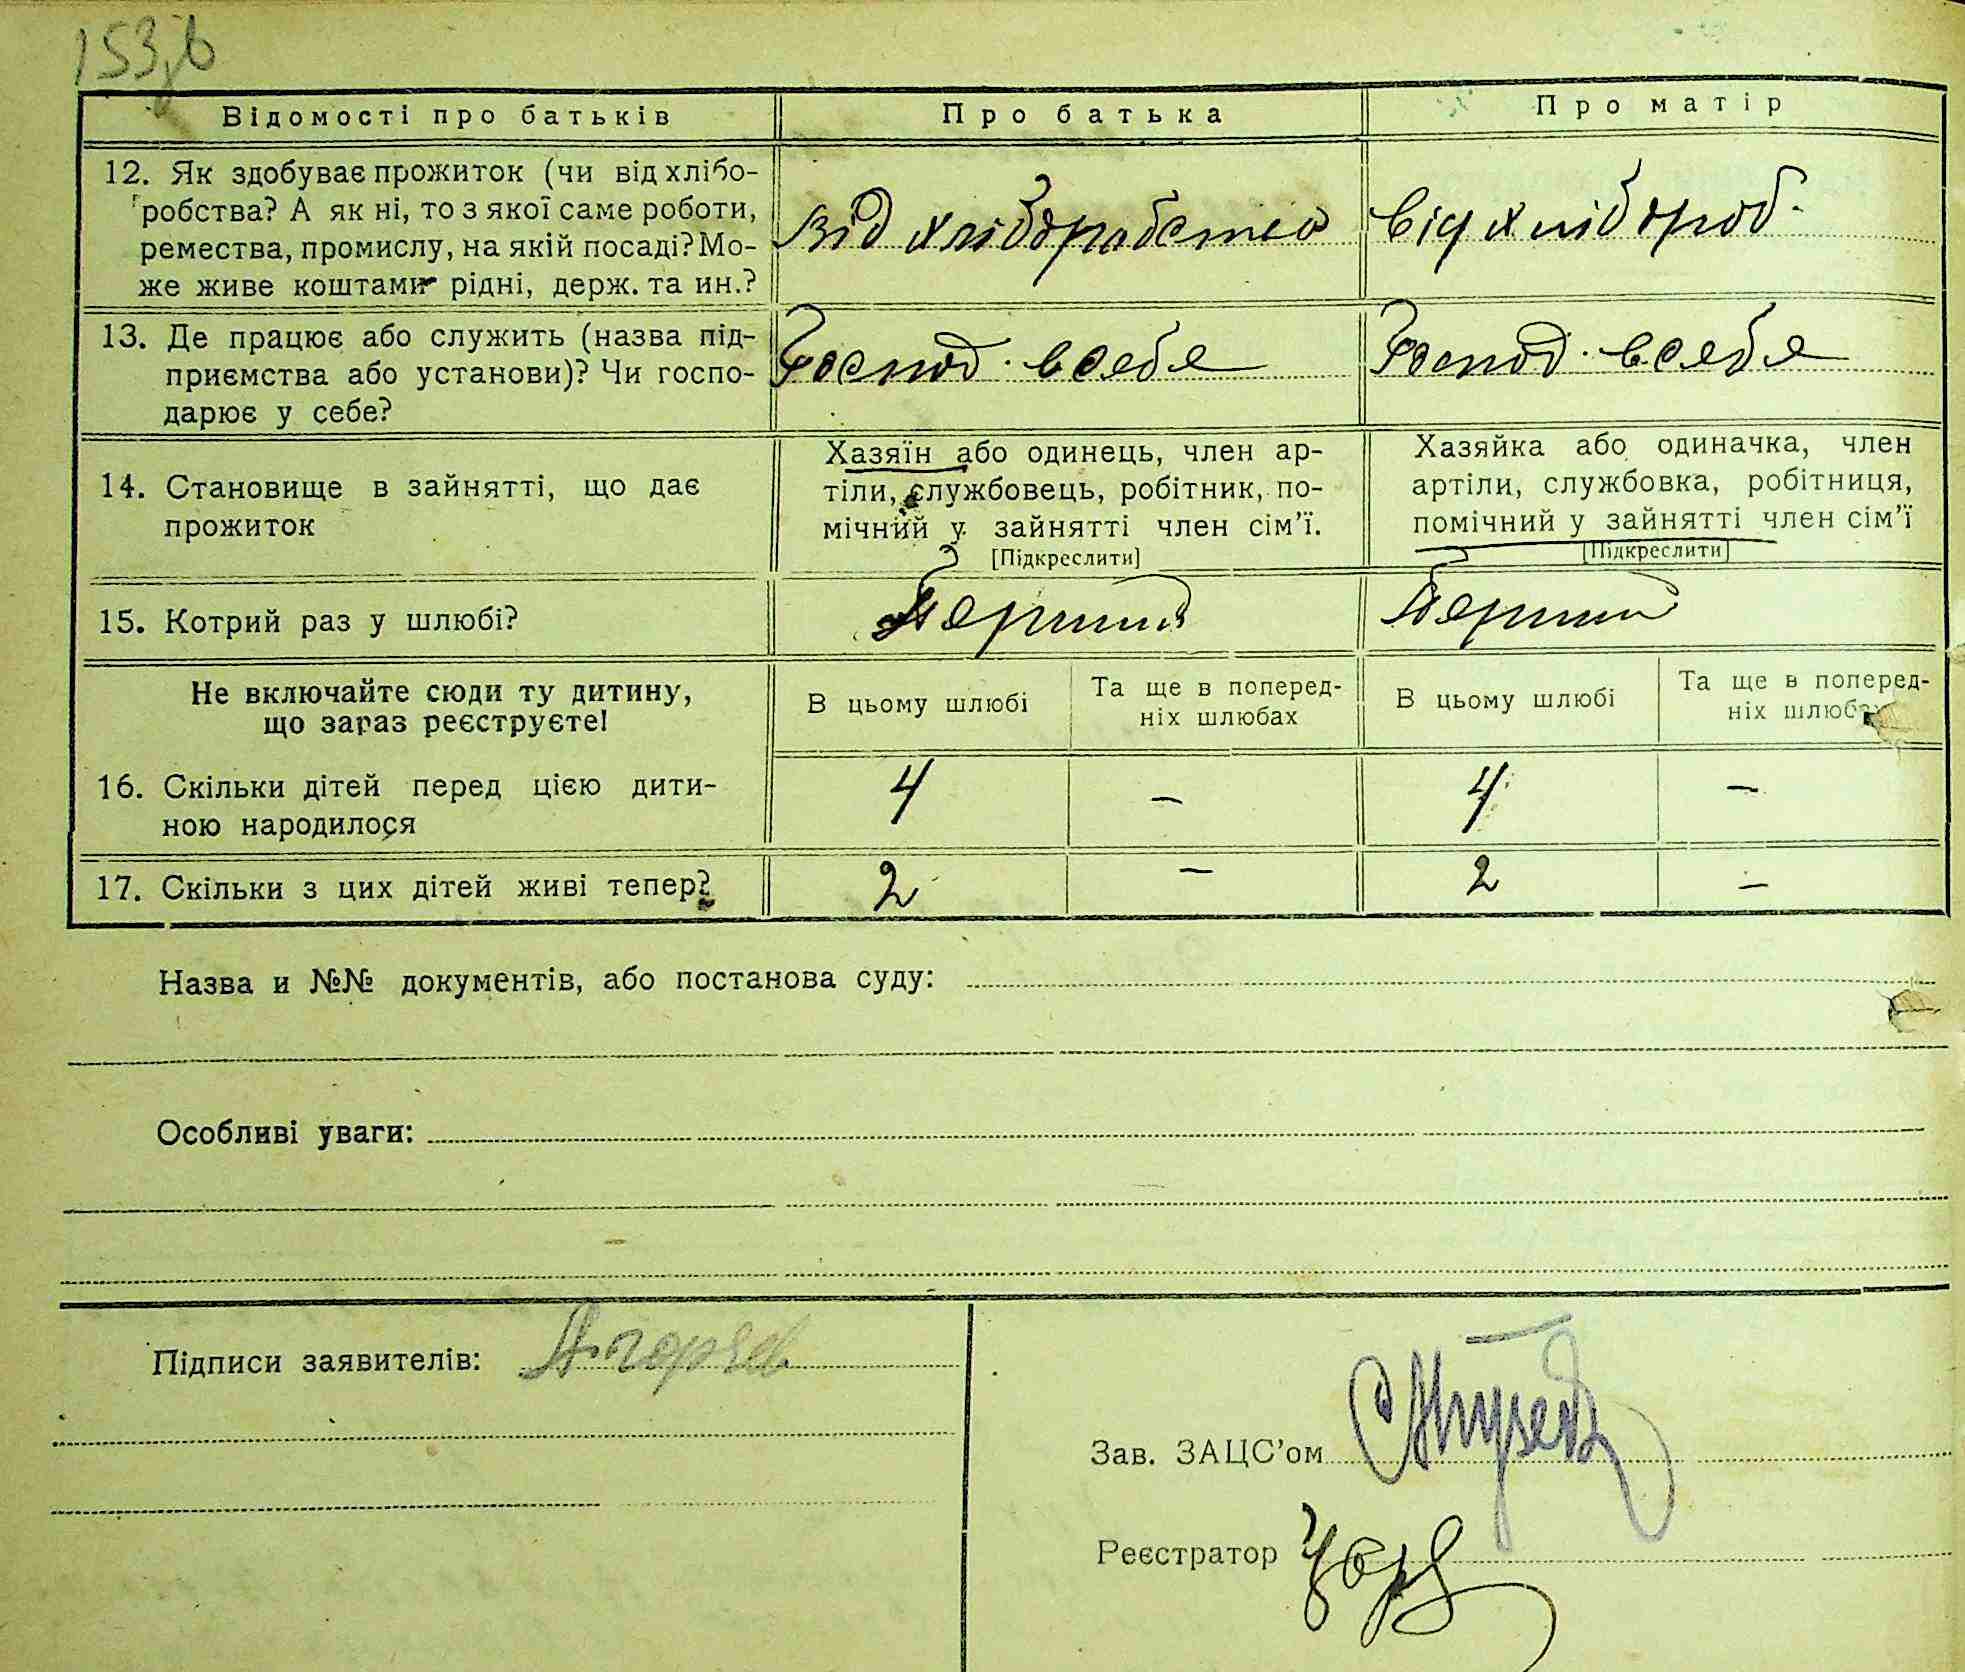 Відомості про батьків
Про батька
Про матір
12. Як здобуває прожиток (чи від хлібо-
робства? А як ні, то з якої саме роботи,
ремества, промислу, на якій посаді? Мо-
же живе коштами рідні, держ. та ин.?
від хліборобства
від хлібороб.
13. Де працює або служить (назва під-
приємства або установи)? Чи госпо-
дарює у себе?
Господ. в себя
Господ. в себя
14. Становище в зайнятті, що дає
прожиток
Хазяїн або одинець, член ар-
тіли, службовець, робітник, по-
мічний у зайнятті член сім'ї.
[Підкреслити]
Хазяйка або одиначка, член
артіли, службовка, робітниця,
помічний у зайнятті член сім'ї
[Підкреслити]
15. Котрий раз у шлюбі?
Перший
Перший
Не включайте сюди ту дитину,
що зараз реєструєте!
В цьому шлюбі
Та ще в поперед-
ніх шлюбах
В цьому шлюбі
Та ще в поперед-
ніх шлюбах
16. Скільки дітей перед цією дити-
ною народилося
4
–
4
–
17. Скільки з цих дітей живі тепер?
2
–
2
–
Назва и №№ документів, або постанова суду:
Особливі уваги:
Підписи заявителів:
Зав. ЗАЦС'ом
Реєстратор